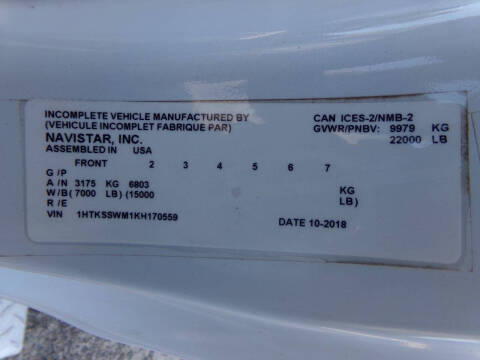 INCOMPLETE VEHICLE MANUFACTURED BY CAN ICES-2/NMB-2
(VEHICULE INCOMPLET FABRIQUE PAR) GVWR/PNBV: 9979 KG
NAVISTAR, INC. 22000 LB
ASSEMBLED IN USA
FRONT 2 3 4 5 6 7
G/P
A/N 3175 KG 6803 KG
W/B( 7000 LB) (15000 LB)
R/E
VIN 1HTKSSWM1KH170559 DATE 10-2018